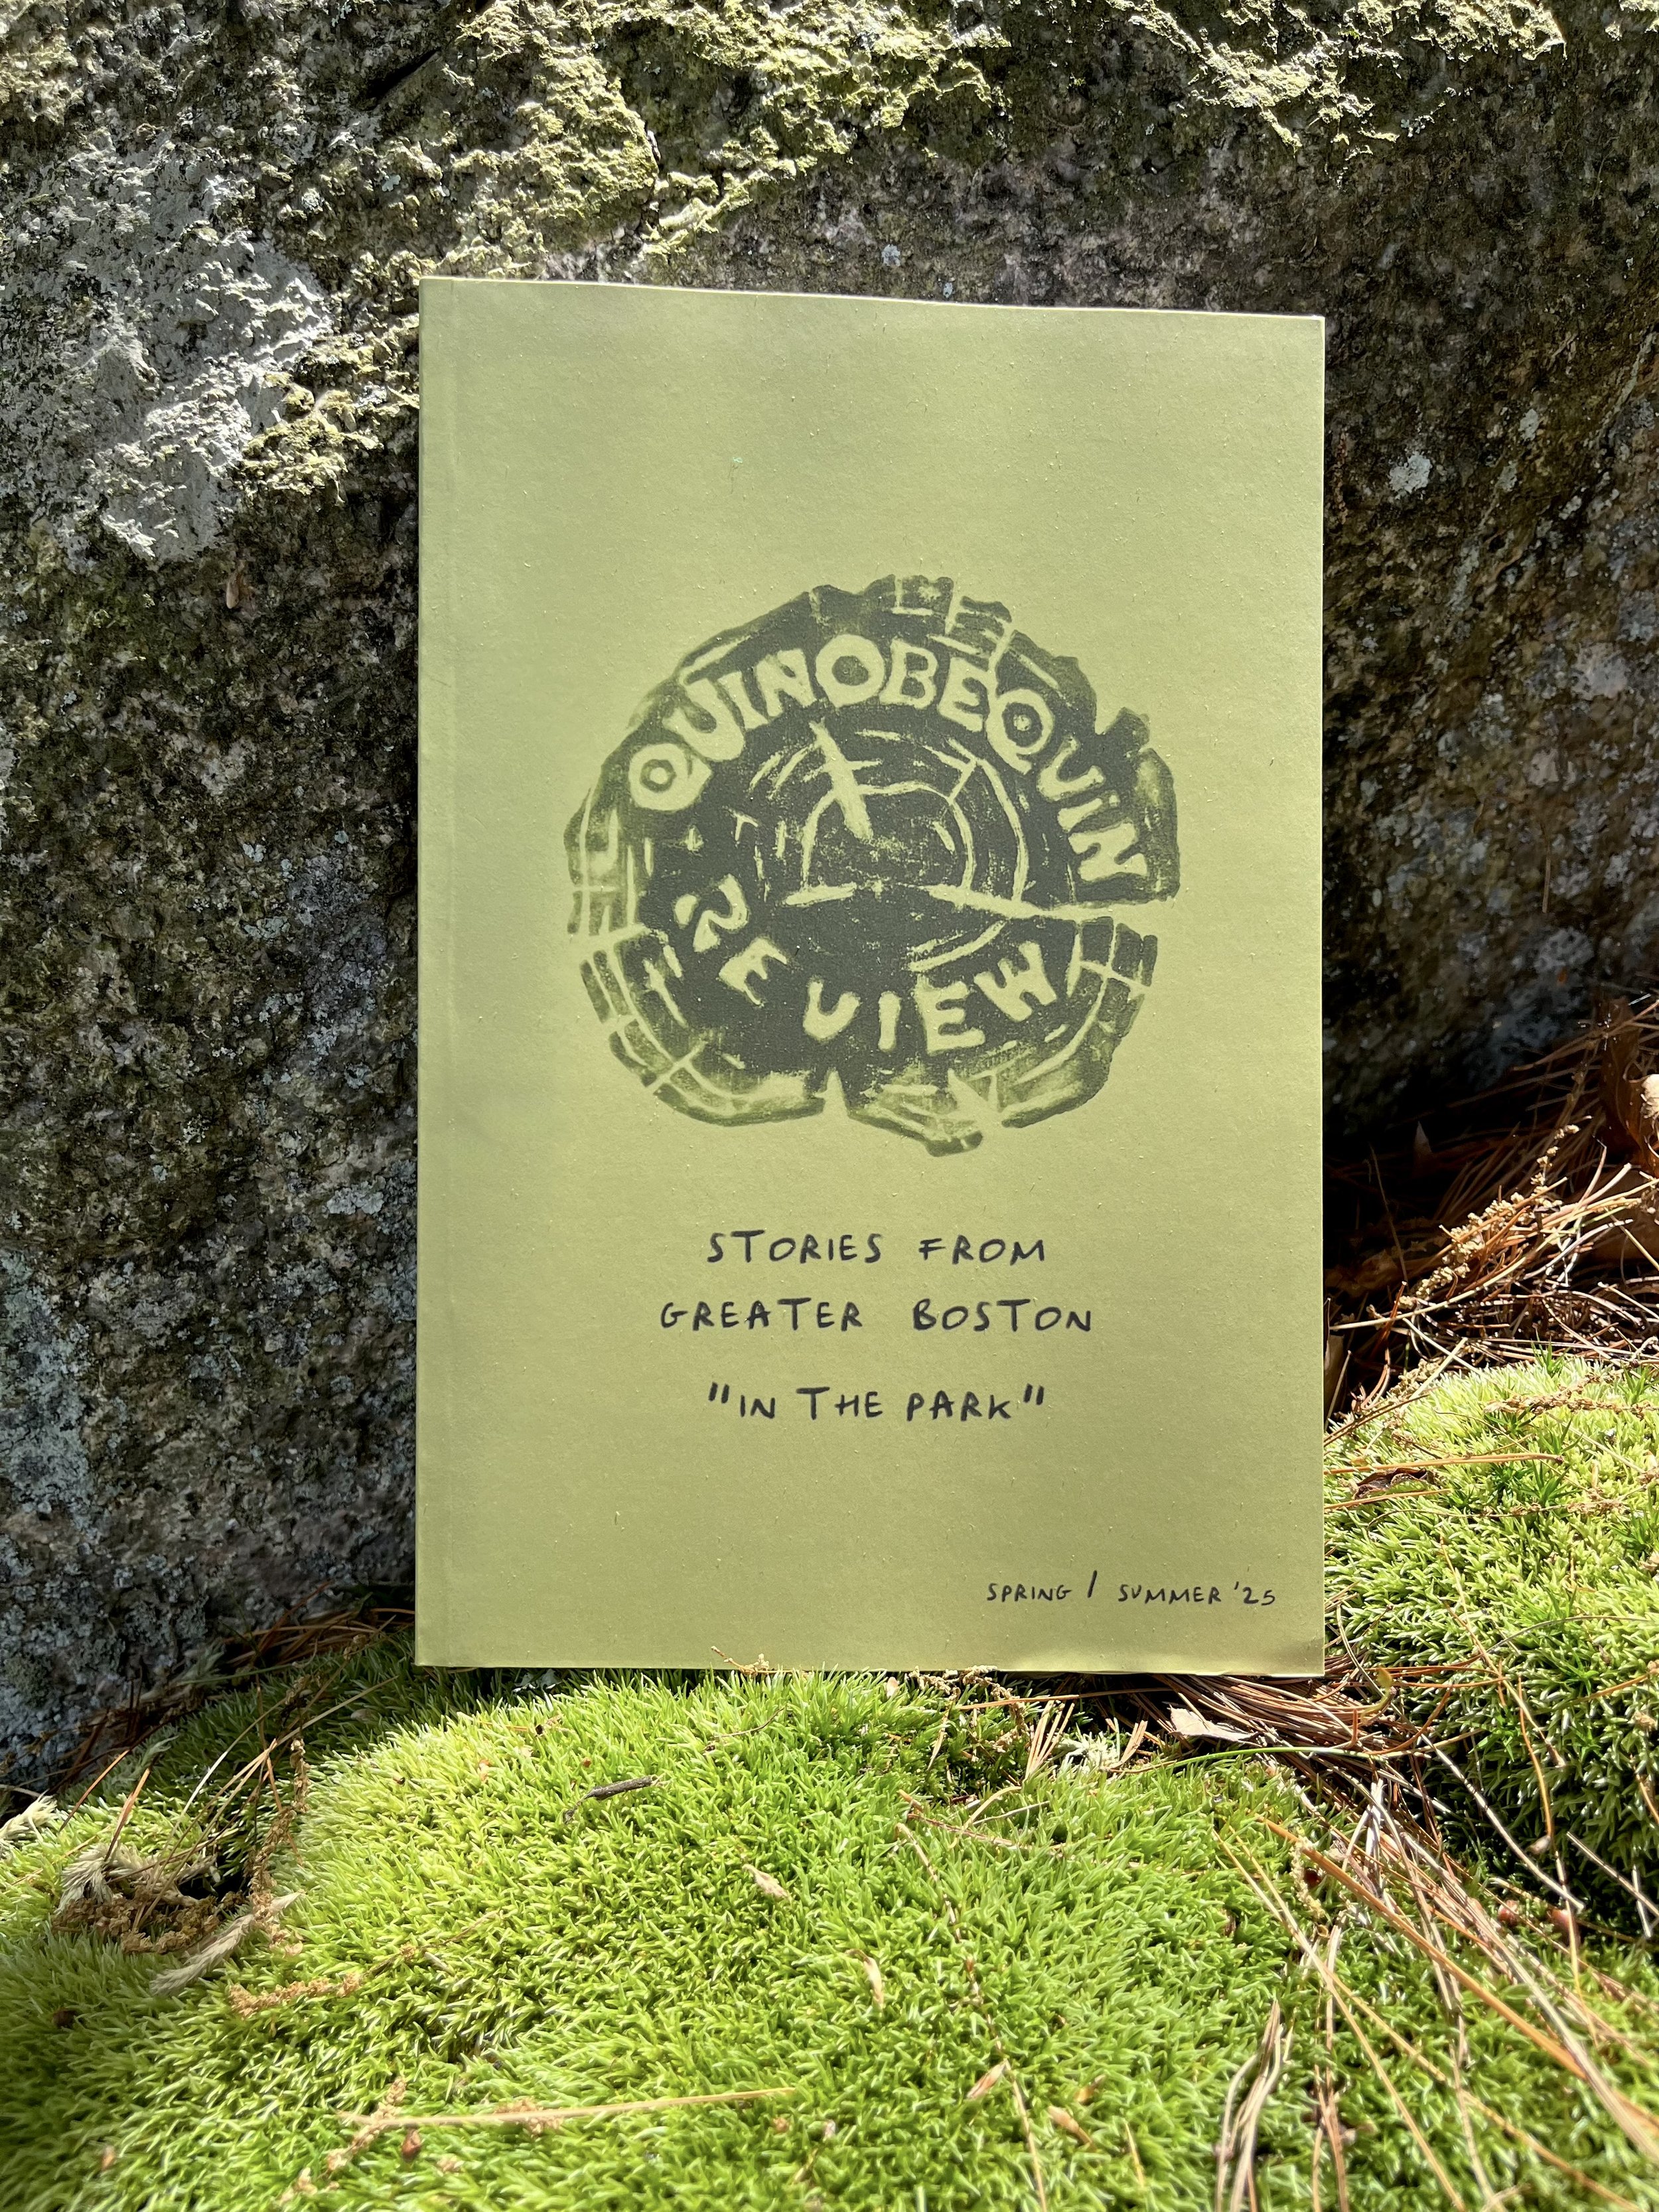 QUINOBEQUIN
REVIEW
STORIES FROM
GREATER BOSTON
"IN THE PARK"
SPRING / SUMMER '25